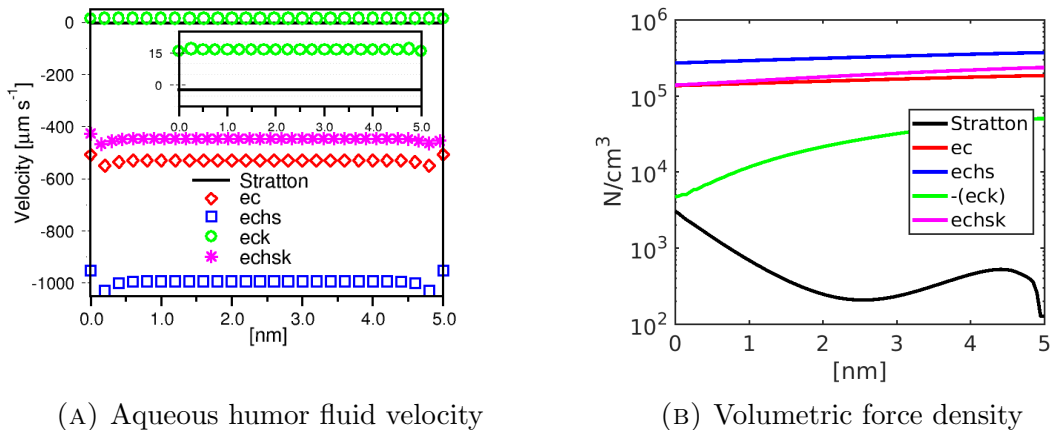 0
-200
-400
-600
-800
-1000
Velocity [µm s⁻¹]
15
0
0.0 1.0 2.0 3.0 4.0 5.0
Stratton
ec
echs
eck
echsk
0.0 1.0 2.0 3.0 4.0 5.0
[nm]
(A) Aqueous humor fluid velocity
10⁶
10⁵
10⁴
10³
10²
N/cm³
Stratton
ec
echs
-(eck)
echsk
0 1 2 3 4 5
[nm]
(B) Volumetric force density